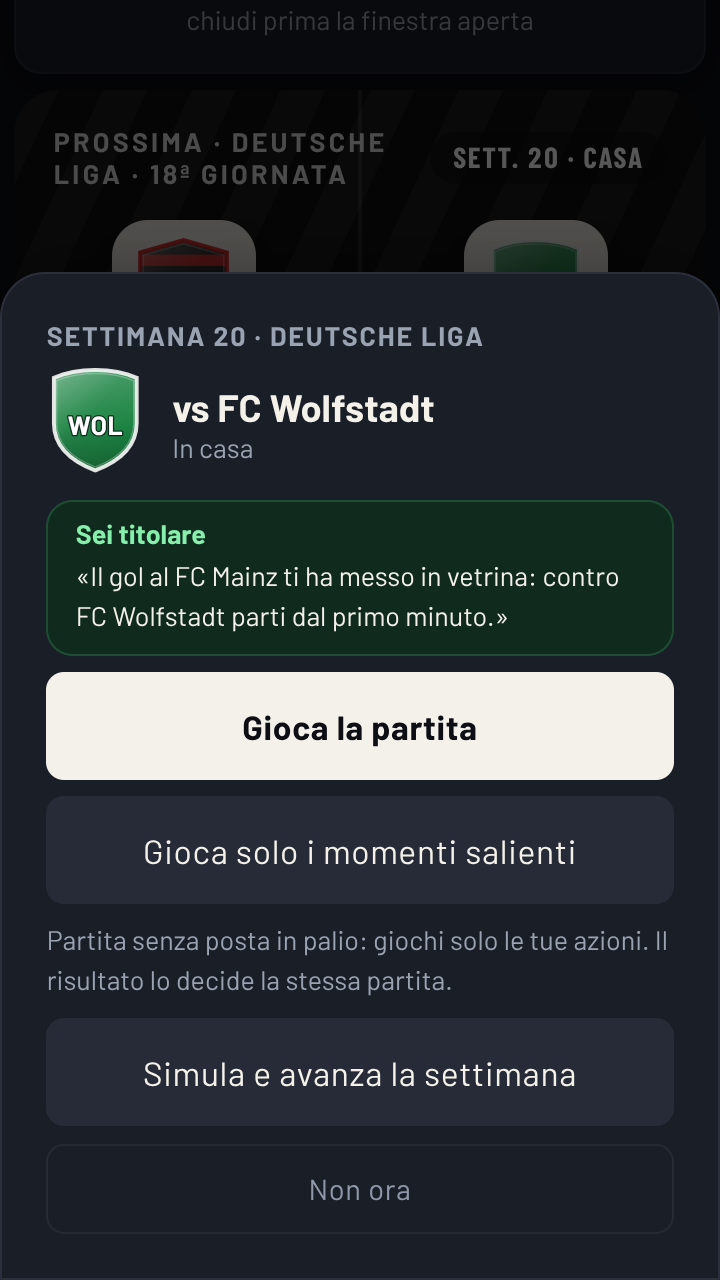 chiudi prima la finestra aperta
PROSSIMA · DEUTSCHE
LIGA · 18ª GIORNATA
SETT. 20 · CASA
SETTIMANA 20 · DEUTSCHE LIGA
WOL
vs FC Wolfstadt
In casa
Sei titolare
«Il gol al FC Mainz ti ha messo in vetrina: contro
FC Wolfstadt parti dal primo minuto.»
Gioca la partita
Gioca solo i momenti salienti
Partita senza posta in palio: giochi solo le tue azioni. Il
risultato lo decide la stessa partita.
Simula e avanza la settimana
Non ora